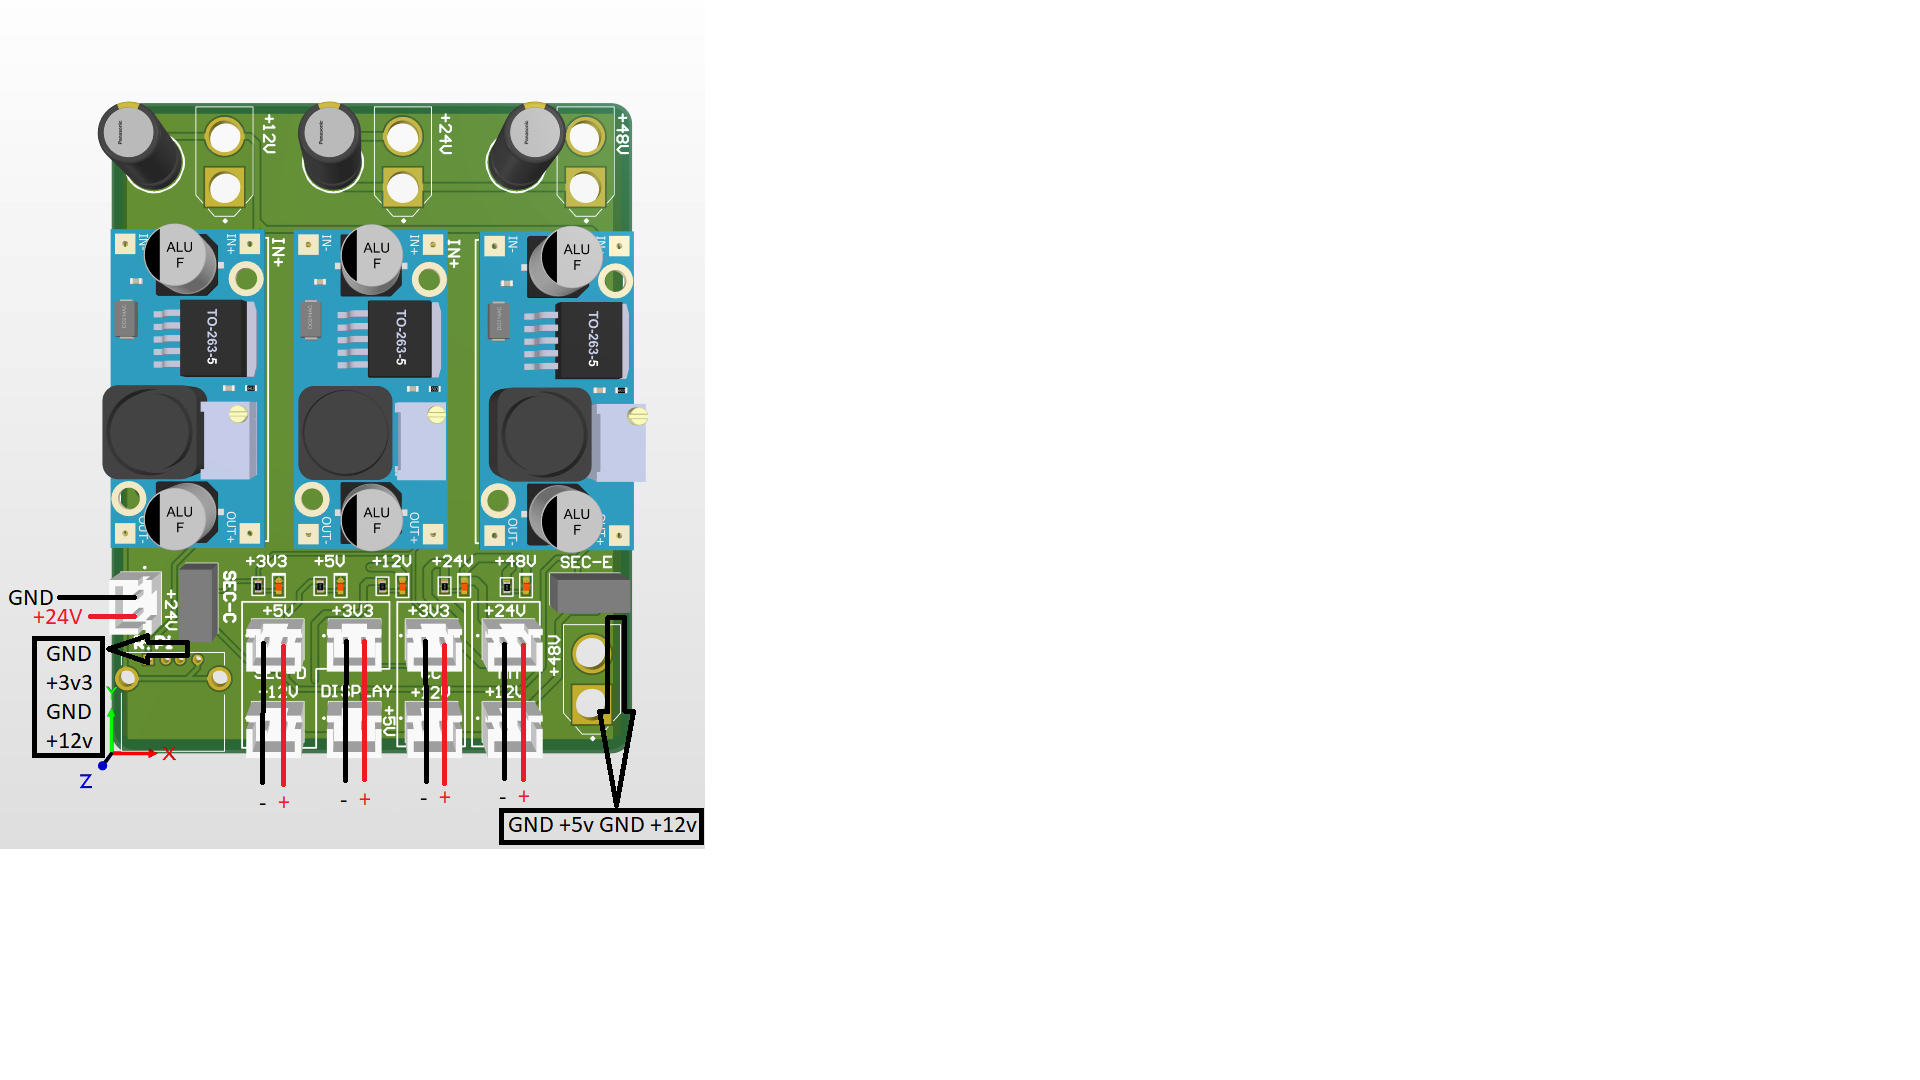 Panasonic
+12V
Panasonic
+24V
Panasonic
+48V
IN-
ALU
F
IN+
IN+
IN-
ALU
F
IN+
IN+
IN-
ALU
F
TO-263-5
TO-263-5
TO-263-5
OUT-
ALU
F
OUT+
OUT-
ALU
F
OUT+
OUT-
ALU
F
OUT+
+3V3
+5V
+12V
+24V
+48V
SEC-E
SEC-C
+24V
GND
+24V
+5V
+3V3
+3V3
+24V
+48V
GND
+3v3
GND
+12v
DISPLAY
+12V
+12V
+5V
Y
X
Z
- +
- +
- +
- +
GND +5v GND +12v